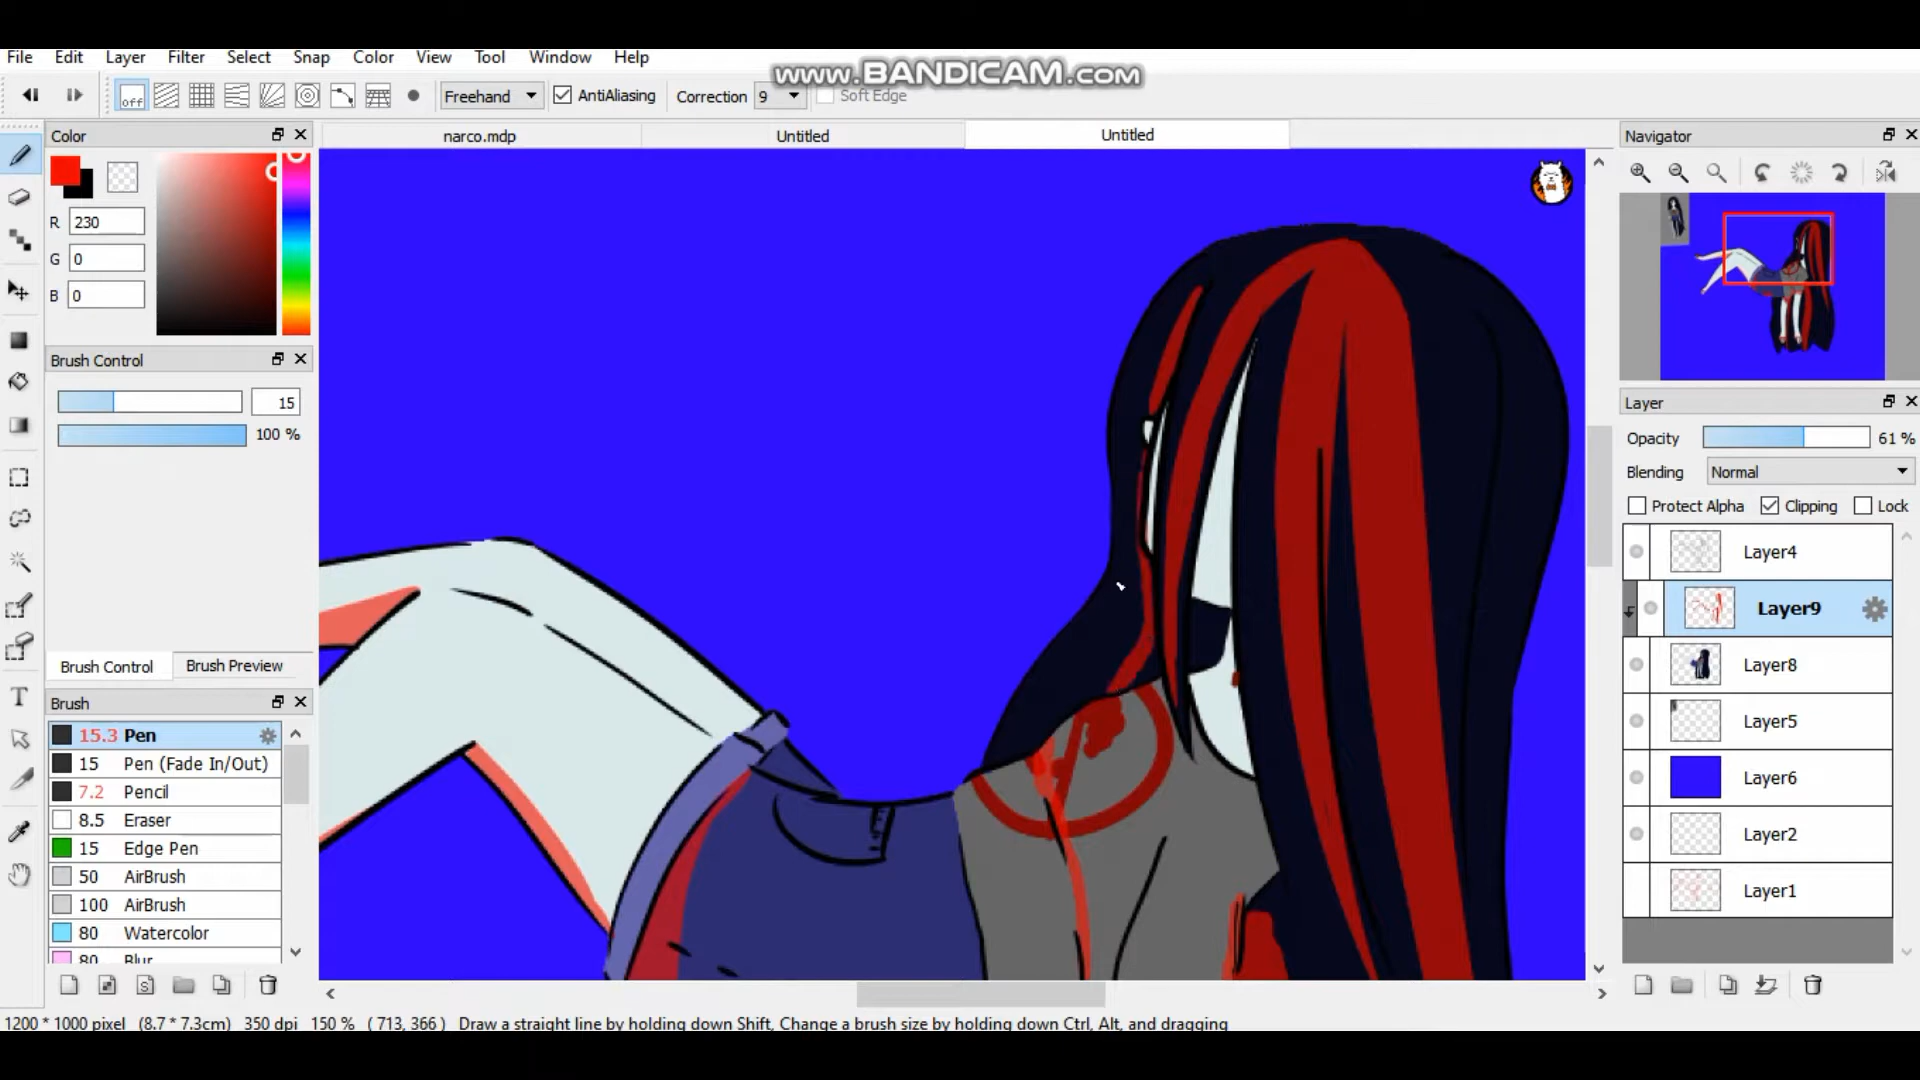 File Edit Layer Filter Select Snap Color View Tool Window Help
www.BANDICAM.com
off Freehand AntiAliasing Correction 9 Soft Edge
Color
narco.mdp Untitled Untitled
Navigator
R 230
G 0
B 0
Brush Control
15
100 %
Layer
Opacity 61 %
Blending Normal
Protect Alpha Clipping Lock
Layer4
Layer9
Layer8
Layer5
Layer6
Layer2
Layer1
Brush Control Brush Preview
Brush
15.3 Pen
15 Pen (Fade In/Out)
7.2 Pencil
8.5 Eraser
15 Edge Pen
50 AirBrush
100 AirBrush
80 Watercolor
80 Blur
1200 * 1000 pixel (8.7 * 7.3cm) 350 dpi 150 % ( 713, 366 ) Draw a straight line by holding down Shift, Change a brush size by holding down Ctrl, Alt, and dragging